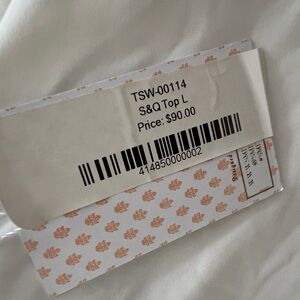 TSW-00114
S&Q Top L
Price: $90.00
414850000002